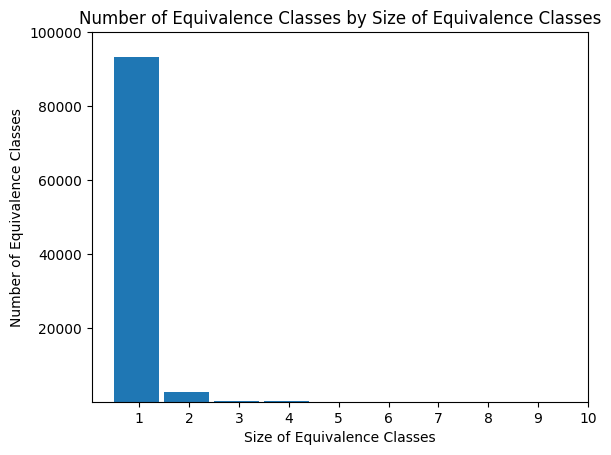 Number of Equivalence Classes by Size of Equivalence Classes
100000
80000
60000
40000
20000
Number of Equivalence Classes
1 2 3 4 5 6 7 8 9 10
Size of Equivalence Classes